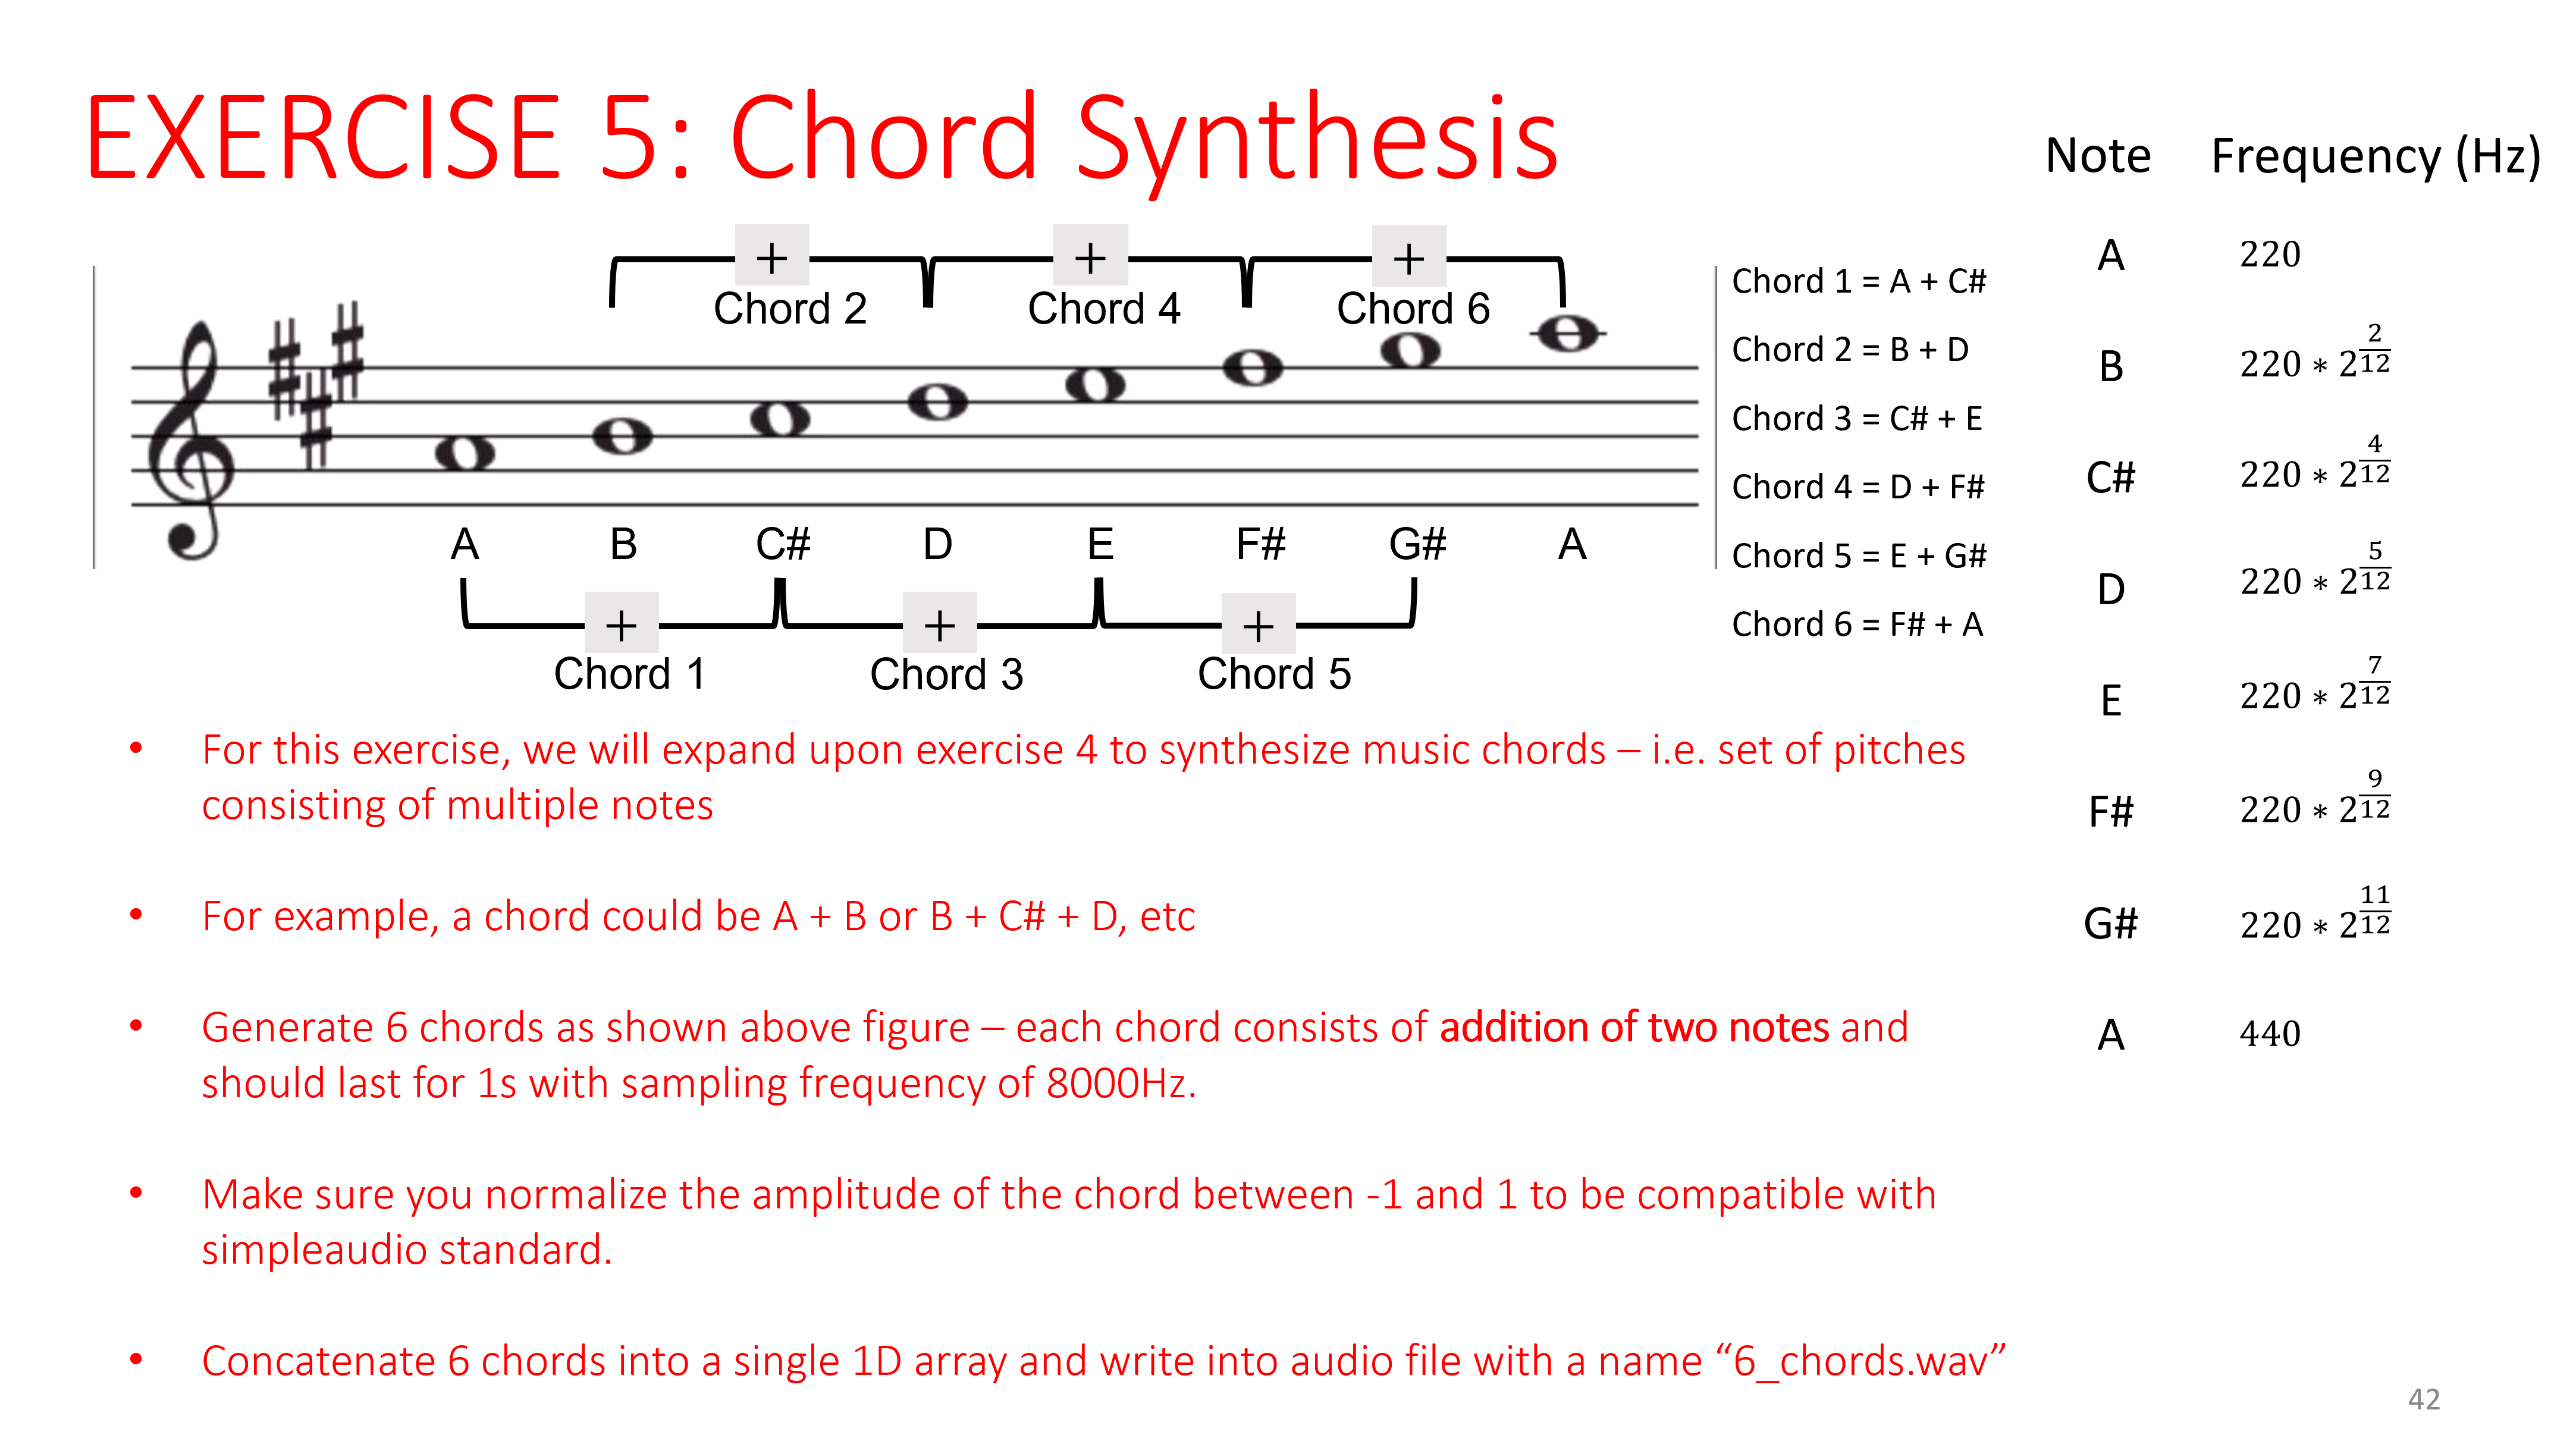 EXERCISE 5: Chord Synthesis
+
+
+
Chord 2
Chord 4
Chord 6
A
B
C#
D
E
F#
G#
A
+
+
+
Chord 1
Chord 3
Chord 5
Chord 1 = A + C#
Chord 2 = B + D
Chord 3 = C# + E
Chord 4 = D + F#
Chord 5 = E + G#
Chord 6 = F# + A
Note Frequency (Hz)
A 220
B 220 ∗ 2^(2/12)
C# 220 ∗ 2^(4/12)
D 220 ∗ 2^(5/12)
E 220 ∗ 2^(7/12)
F# 220 ∗ 2^(9/12)
G# 220 ∗ 2^(11/12)
A 440
• For this exercise, we will expand upon exercise 4 to synthesize music chords – i.e. set of pitches
consisting of multiple notes
• For example, a chord could be A + B or B + C# + D, etc
• Generate 6 chords as shown above figure – each chord consists of addition of two notes and
should last for 1s with sampling frequency of 8000Hz.
• Make sure you normalize the amplitude of the chord between -1 and 1 to be compatible with
simpleaudio standard.
• Concatenate 6 chords into a single 1D array and write into audio file with a name “6_chords.wav”
42